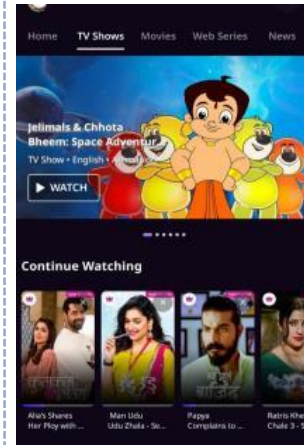 Home TV Shows Movies Web Series News
Jelimals & Chhota
Bheem: Space Adventur
TV Show • English •
WATCH
Continue Watching
Alia's Shares
Her Ploy with ...
Man Udu
Udu Zhala - Se...
Papya
Complains to ...
Ratris Khe
Chale 3 - S